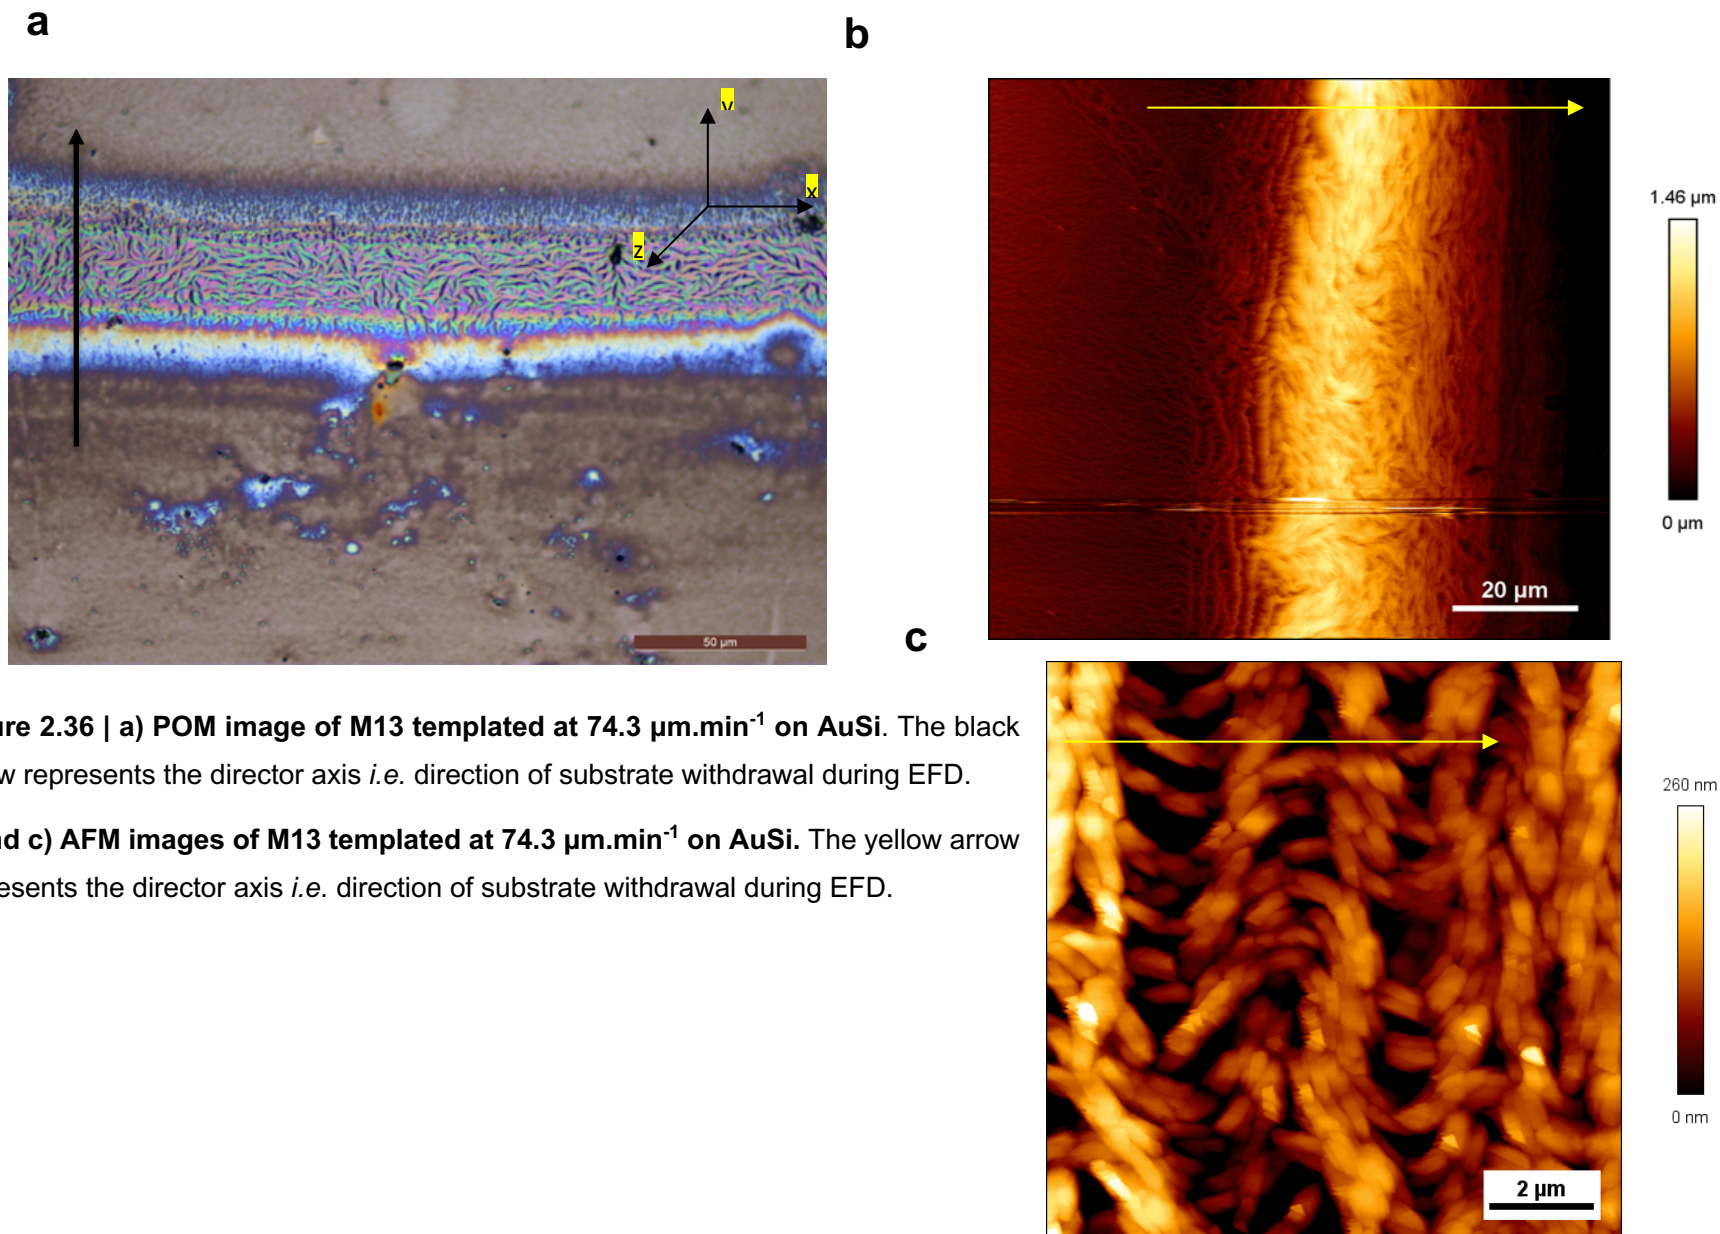 a
b
y
x
z
50 µm
1.46 µm
0 µm
20 µm
c
ure 2.36 | a) POM image of M13 templated at 74.3 µm.min⁻¹ on AuSi. The black
w represents the director axis i.e. direction of substrate withdrawal during EFD.
nd c) AFM images of M13 templated at 74.3 µm.min⁻¹ on AuSi. The yellow arrow
esents the director axis i.e. direction of substrate withdrawal during EFD.
260 nm
0 nm
2 µm